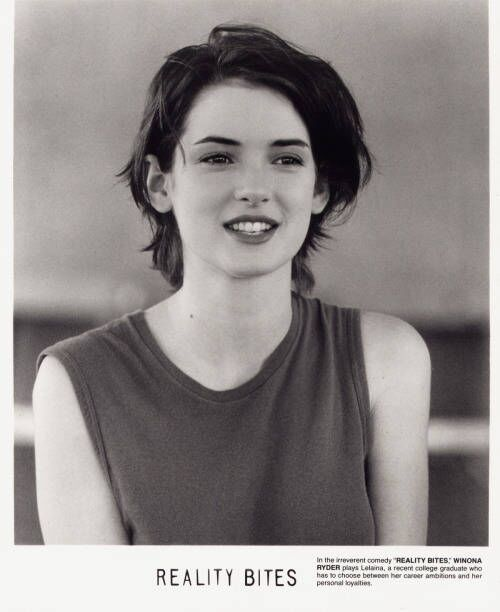 In the irreverent comedy "REALITY BITES," WINONA
RYDER plays Lelaina, a recent college graduate who
has to choose between her career ambitions and her
personal loyalties.
REALITY BITES